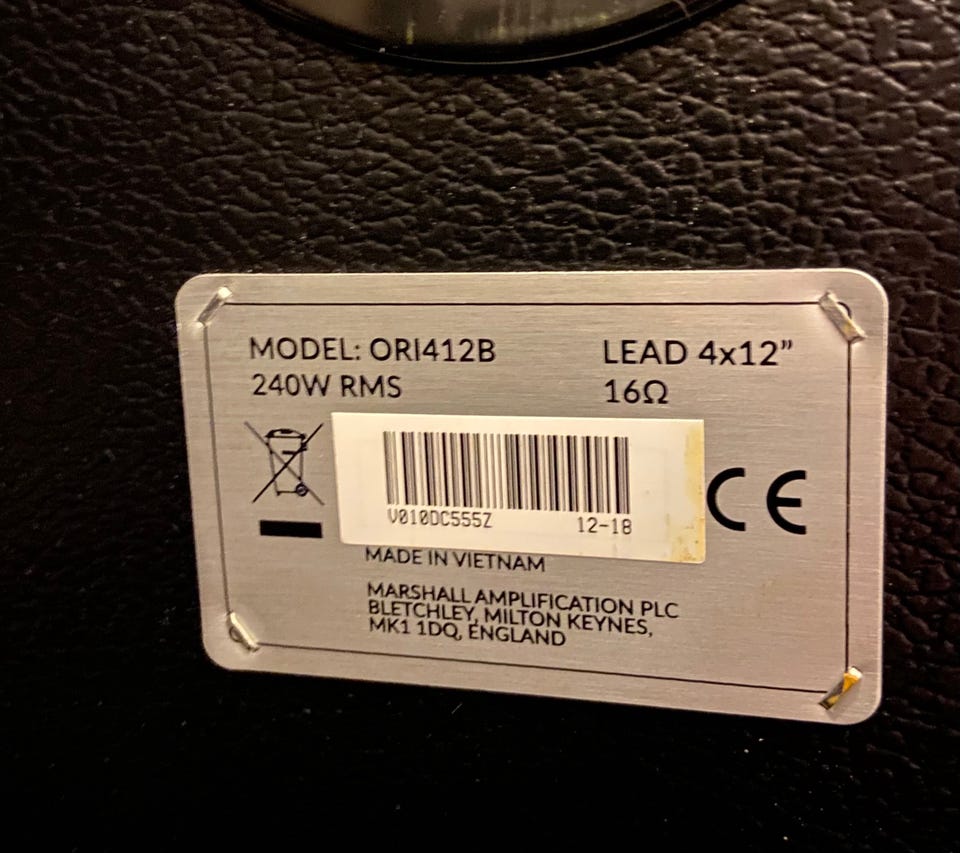 MODEL: ORI412B
LEAD 4x12”
240W RMS
16Ω
V010DC555Z
12-18
CE
MADE IN VIETNAM
MARSHALL AMPLIFICATION PLC
BLETCHLEY, MILTON KEYNES,
MK1 1DQ, ENGLAND